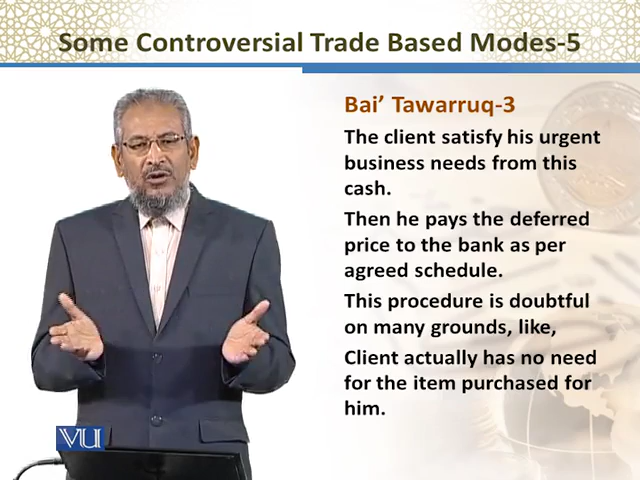 Some Controversial Trade Based Modes-5
Bai’ Tawarruq-3
The client satisfy his urgent
business needs from this
cash.
Then he pays the deferred
price to the bank as per
agreed schedule.
This procedure is doubtful
on many grounds, like,
Client actually has no need
for the item purchased for
him.
VU